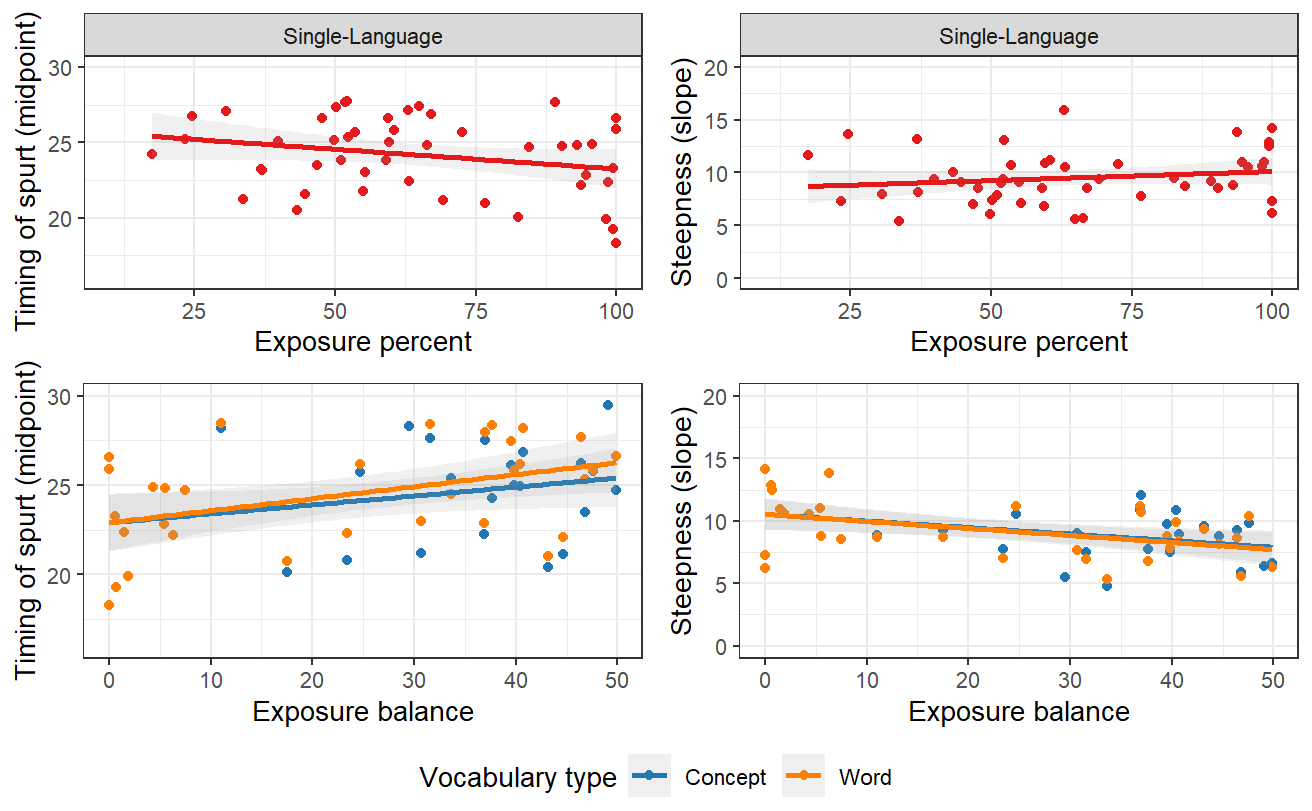 Single-Language
Timing of spurt (midpoint)
30
25
20
25
50
75
100
Exposure percent
Single-Language
Steepness (slope)
20
15
10
5
0
25
50
75
100
Exposure percent
Timing of spurt (midpoint)
30
25
20
0
10
20
30
40
50
Exposure balance
Steepness (slope)
20
15
10
5
0
0
10
20
30
40
50
Exposure balance
Vocabulary type
Concept
Word